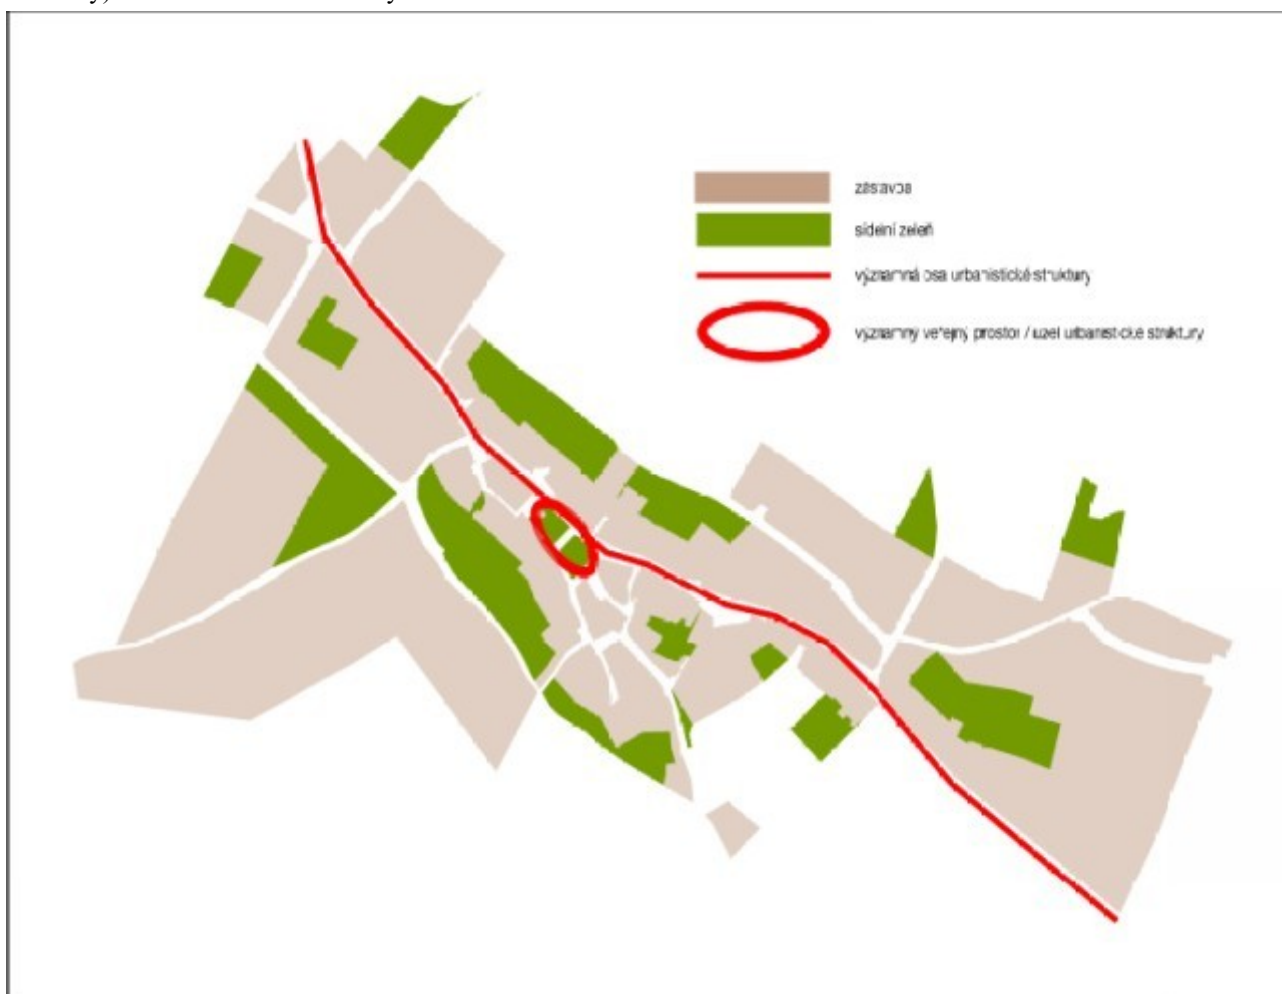 zástavba
sídelní zeleň
významná osa urbanistické struktury
významný veřejný prostor / uzel urbanistické struktury